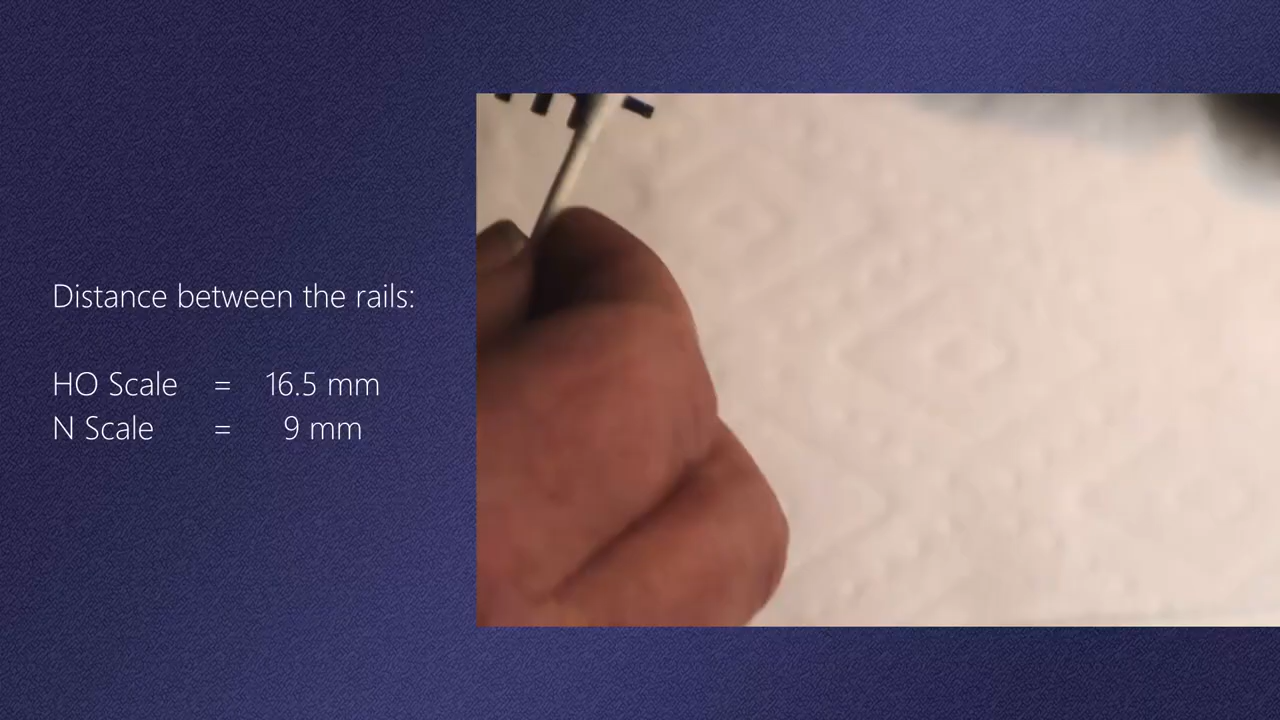 Distance between the rails:
HO Scale = 16.5 mm
N Scale = 9 mm